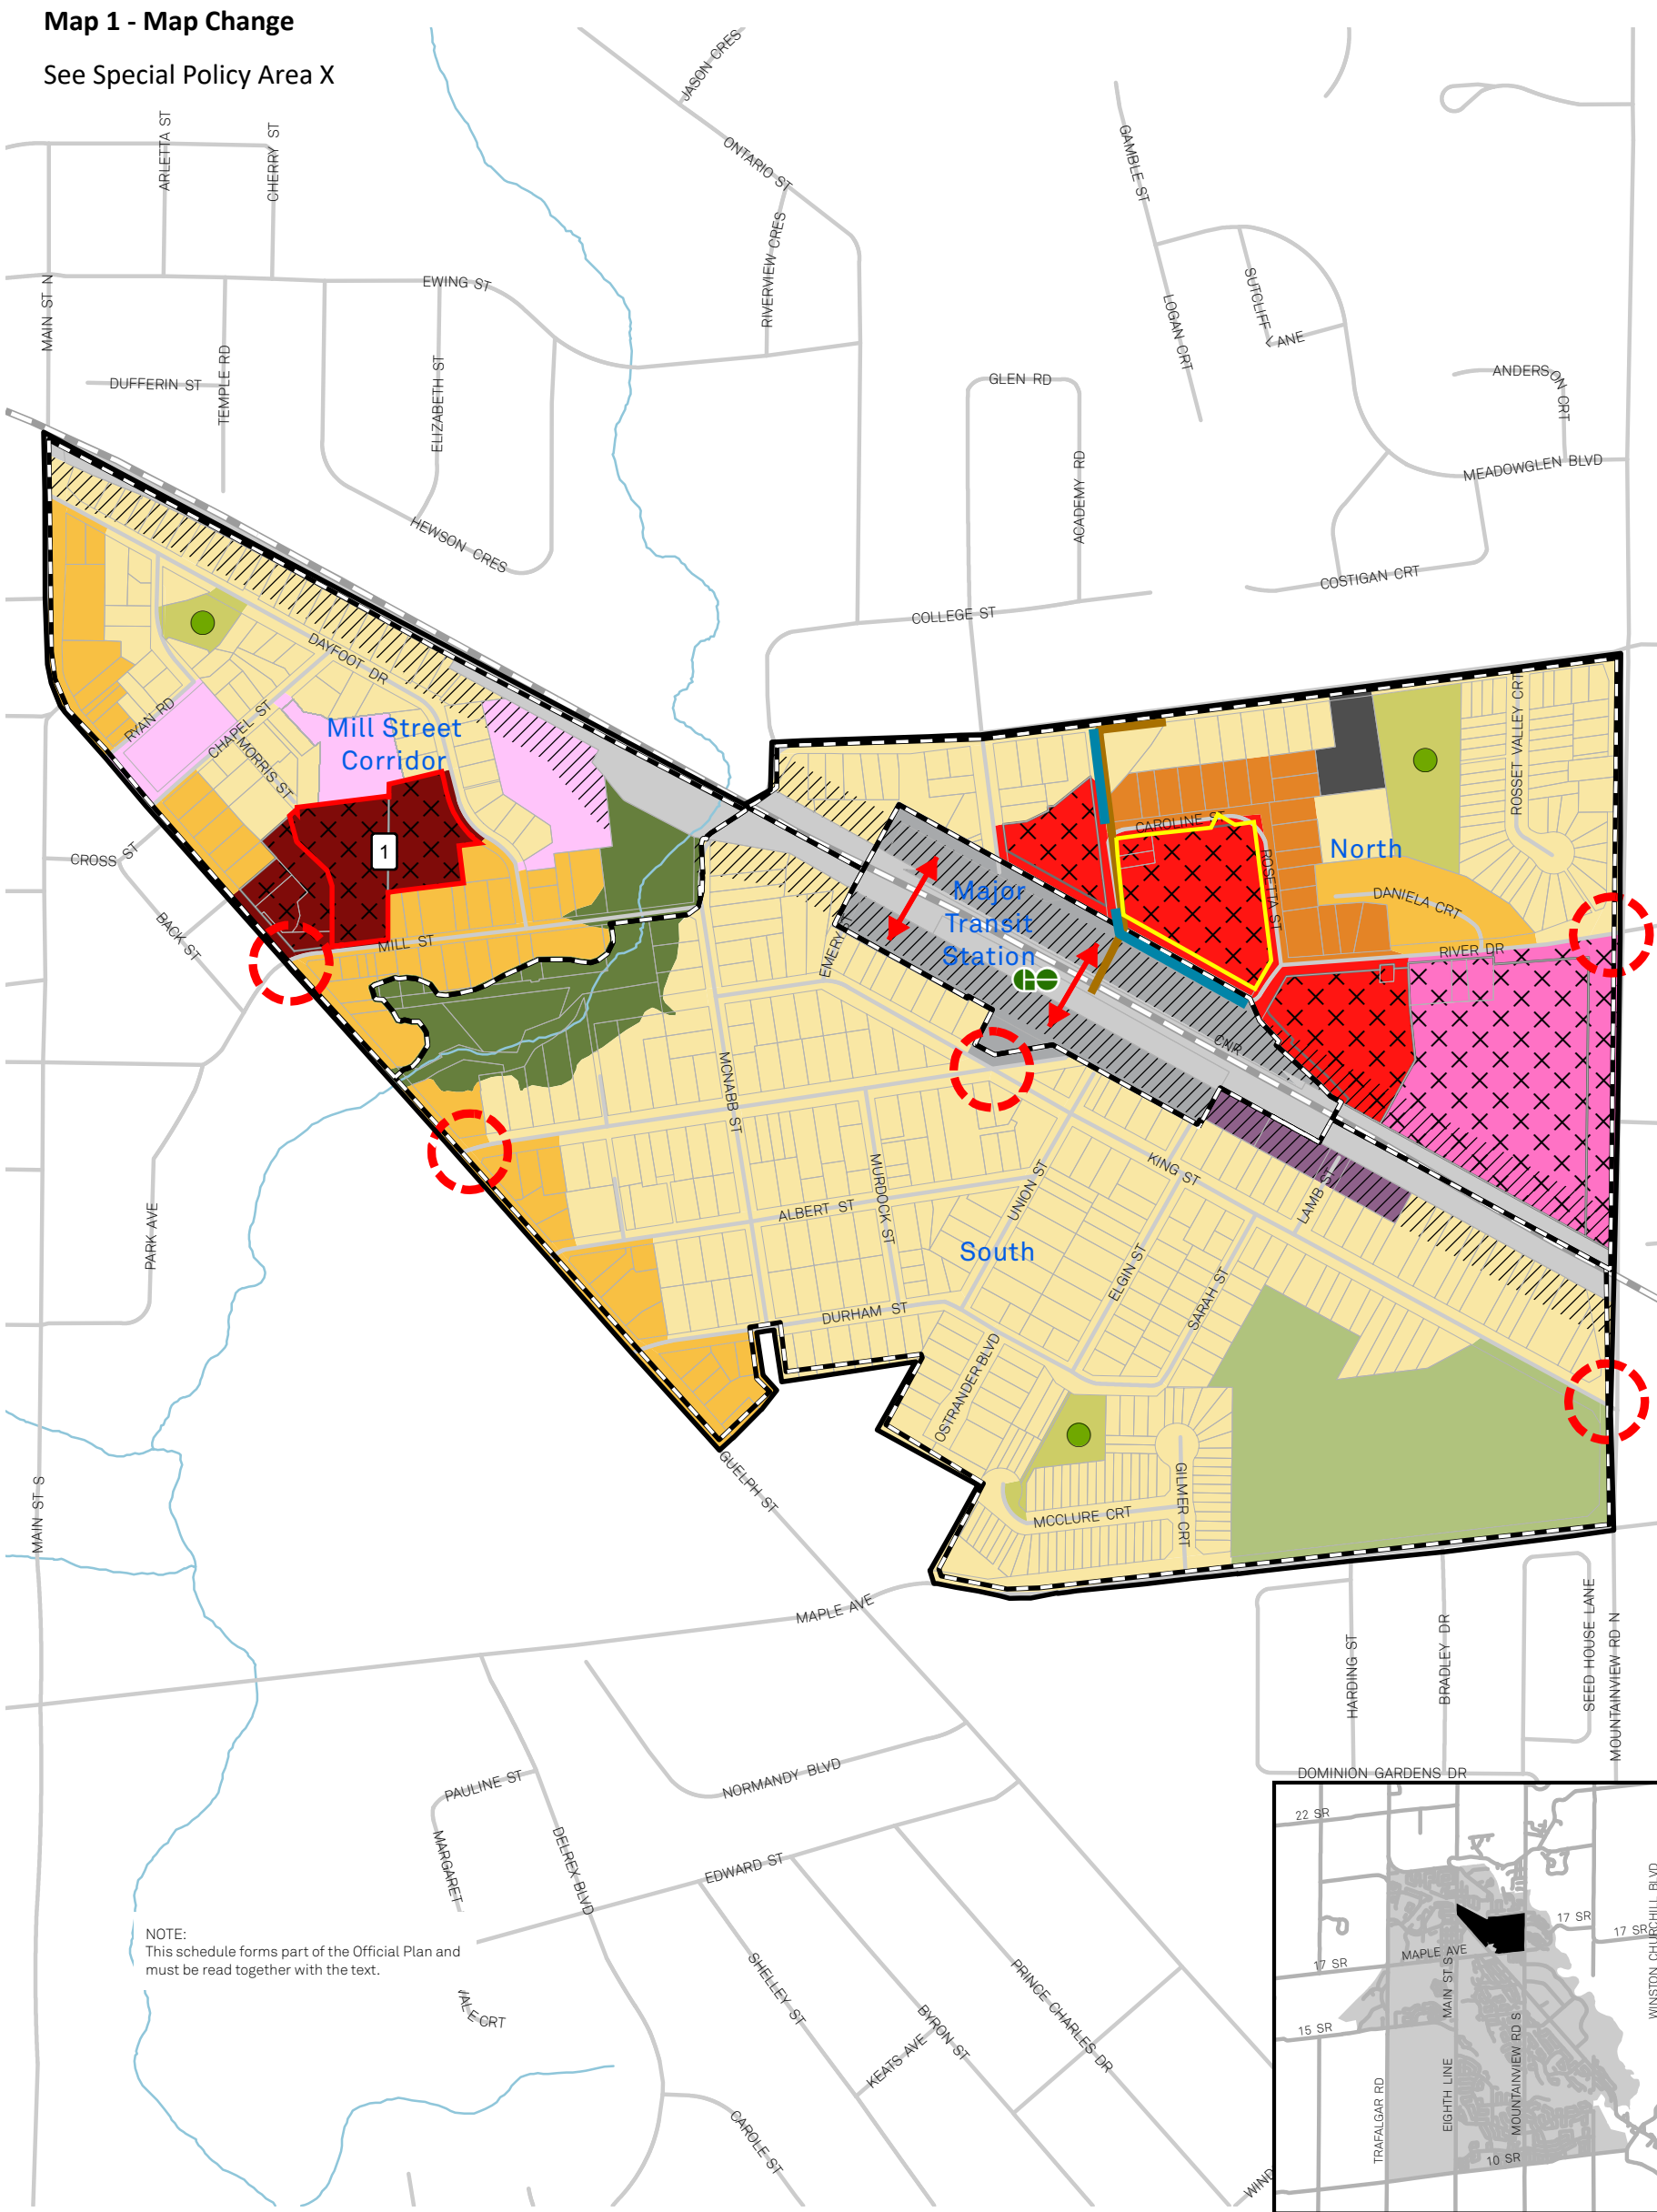 Map 1 - Map Change
See Special Policy Area X
JASON CRES
ARLETTA ST
CHERRY ST
ONTARIO ST
GAMBLE ST
RIVERVIEW CRES
MAIN ST N
EWING ST
SUTCLIFF LANE
LOGAN CRT
TEMPLE RD
DUFFERIN ST
ELIZABETH ST
GLEN RD
ANDERSON CRT
ACADEMY RD
MEADOWGLEN BLVD
HEWSON CRES
COSTIGAN CRT
COLLEGE ST
DAYFOOT DR
ROSSET VALLEY CRT
RYAN RD
CHAPEL ST
Mill Street
Corridor
MORRIS ST
CAROLINE ST
North
1
CROSS ST
ROSETTA ST
Major
Transit
Station
DANIELA CRT
BACK ST
MILL ST
EMERY
RIVER DR
GO
CNR
MCNABB ST
KING ST
MURDOCK ST
UNION ST
LAMB ST
ALBERT ST
PARK AVE
South
ELGIN ST
SARAH ST
DURHAM ST
OSTRANDER BLVD
GUELPH ST
GILMER CRT
MCCLURE CRT
MAIN ST S
MAPLE AVE
HARDING ST
BRADLEY DR
SEED HOUSE LANE
MOUNTAINVIEW RD N
PAULINE ST
NORMANDY BLVD
DOMINION GARDENS DR
MARGARET
DELREX BLVD
EDWARD ST
NOTE:
This schedule forms part of the Official Plan and
must be read together with the text.
VALE CRT
SHELLEY ST
BYRON ST
KEATS AVE
PRINCE CHARLES DR
CAROLE ST
WIND
22 SR
17 SR
17 SR
WINSTON CHURCHILL BLVD
MAPLE AVE
17 SR
MAIN ST S
15 SR
MOUNTAINVIEW RD S
EIGHTH LINE
TRAFALGAR RD
10 SR